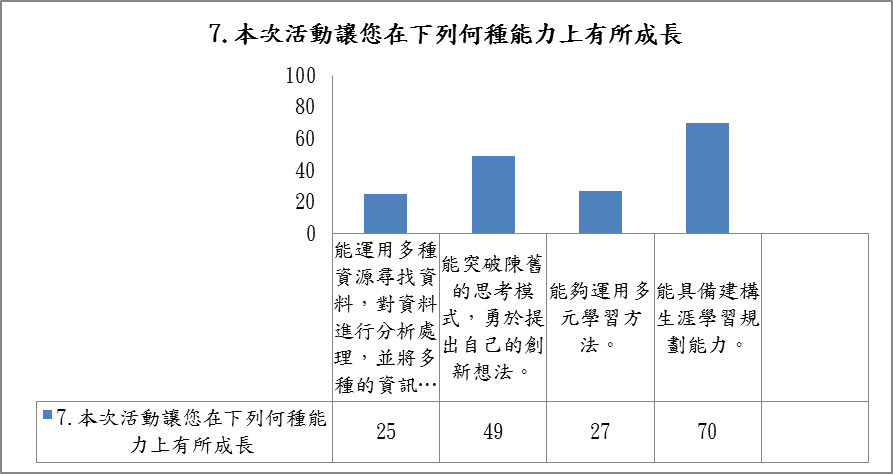 7.本次活動讓您在下列何種能力上有所成長
100
80
60
40
20
0
能運用多種
資源尋找資
料，對資料
進行分析處
理，並將多
種的資訊…
能突破陳舊
的思考模
式，勇於提
出自己的創
新想法。
能夠運用多
元學習方
法。
能具備建構
生涯學習規
劃能力。
7.本次活動讓您在下列何種能
力上有所成長
25
49
27
70